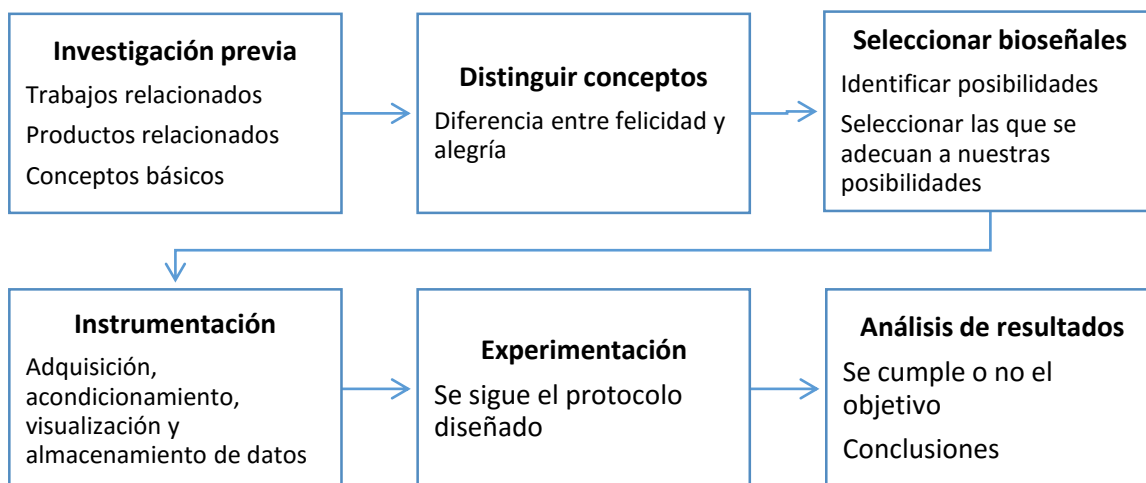 Investigación previa
Trabajos relacionados
Productos relacionados
Conceptos básicos
Distinguir conceptos
Diferencia entre felicidad y
alegría
Seleccionar bioseñales
Identificar posibilidades
Seleccionar las que se
adecuan a nuestras
posibilidades
Instrumentación
Adquisición,
acondicionamiento,
visualización y
almacenamiento de datos
Experimentación
Se sigue el protocolo
diseñado
Análisis de resultados
Se cumple o no el
objetivo
Conclusiones